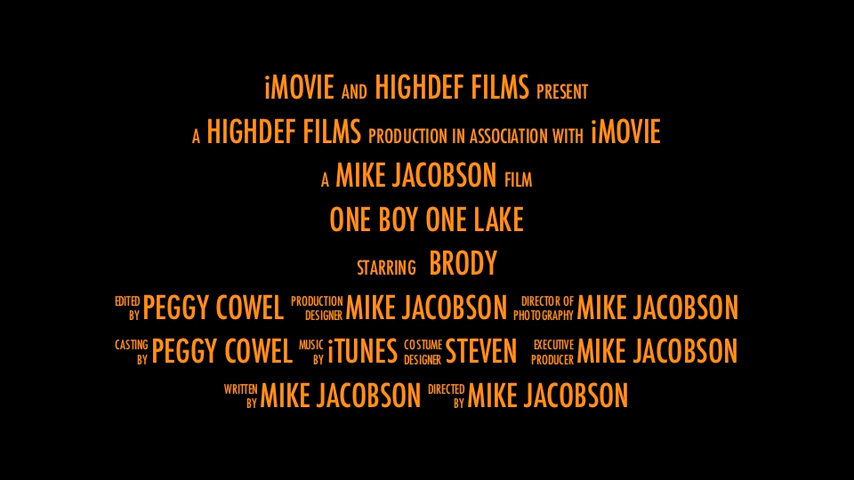 iMOVIE AND HIGHDEF FILMS PRESENT
A HIGHDEF FILMS PRODUCTION IN ASSOCIATION WITH iMOVIE
A MIKE JACOBSON FILM
ONE BOY ONE LAKE
STARRING BRODY
EDITED BY PEGGY COWEL PRODUCTION DESIGNER MIKE JACOBSON DIRECTOR OF PHOTOGRAPHY MIKE JACOBSON
CASTING BY PEGGY COWEL MUSIC BY iTUNES COSTUME DESIGNER STEVEN EXECUTIVE PRODUCER MIKE JACOBSON
WRITTEN BY MIKE JACOBSON DIRECTED BY MIKE JACOBSON